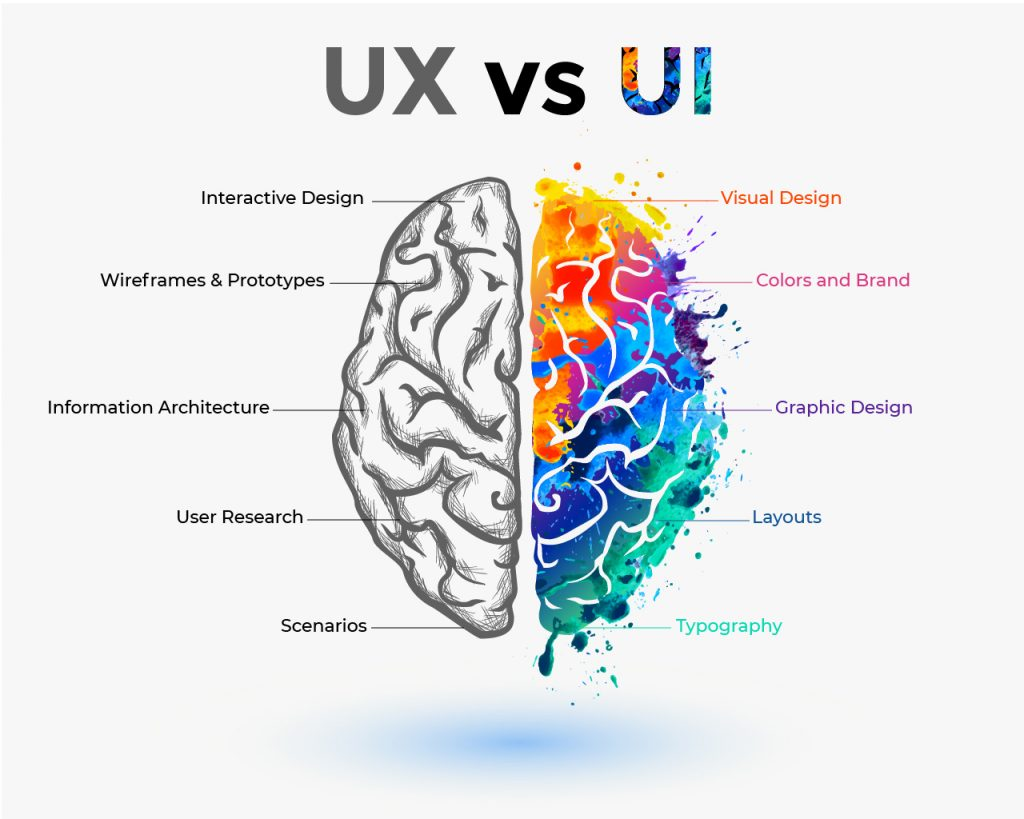 UX vs UI
Interactive Design
Visual Design
Wireframes & Prototypes
Colors and Brand
Information Architecture
Graphic Design
User Research
Layouts
Scenarios
Typography